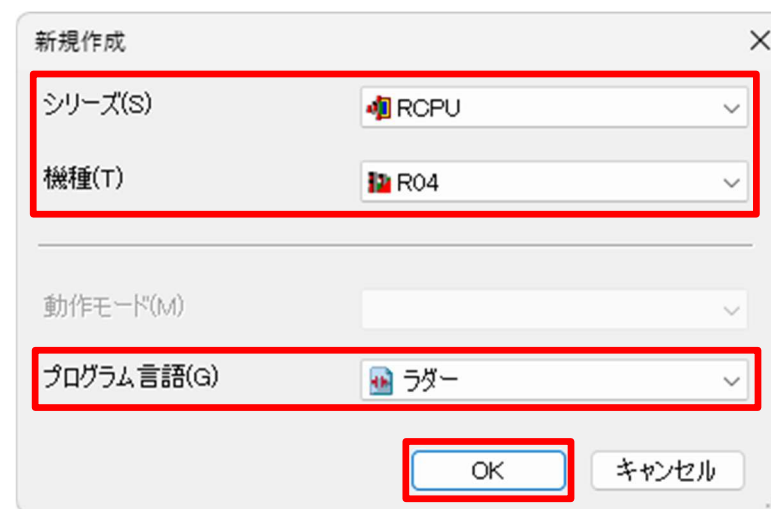 新規作成
シリーズ(S) RCPU
機種(T) R04
動作モード(M)
プログラム言語(G) ラダー
OK キャンセル